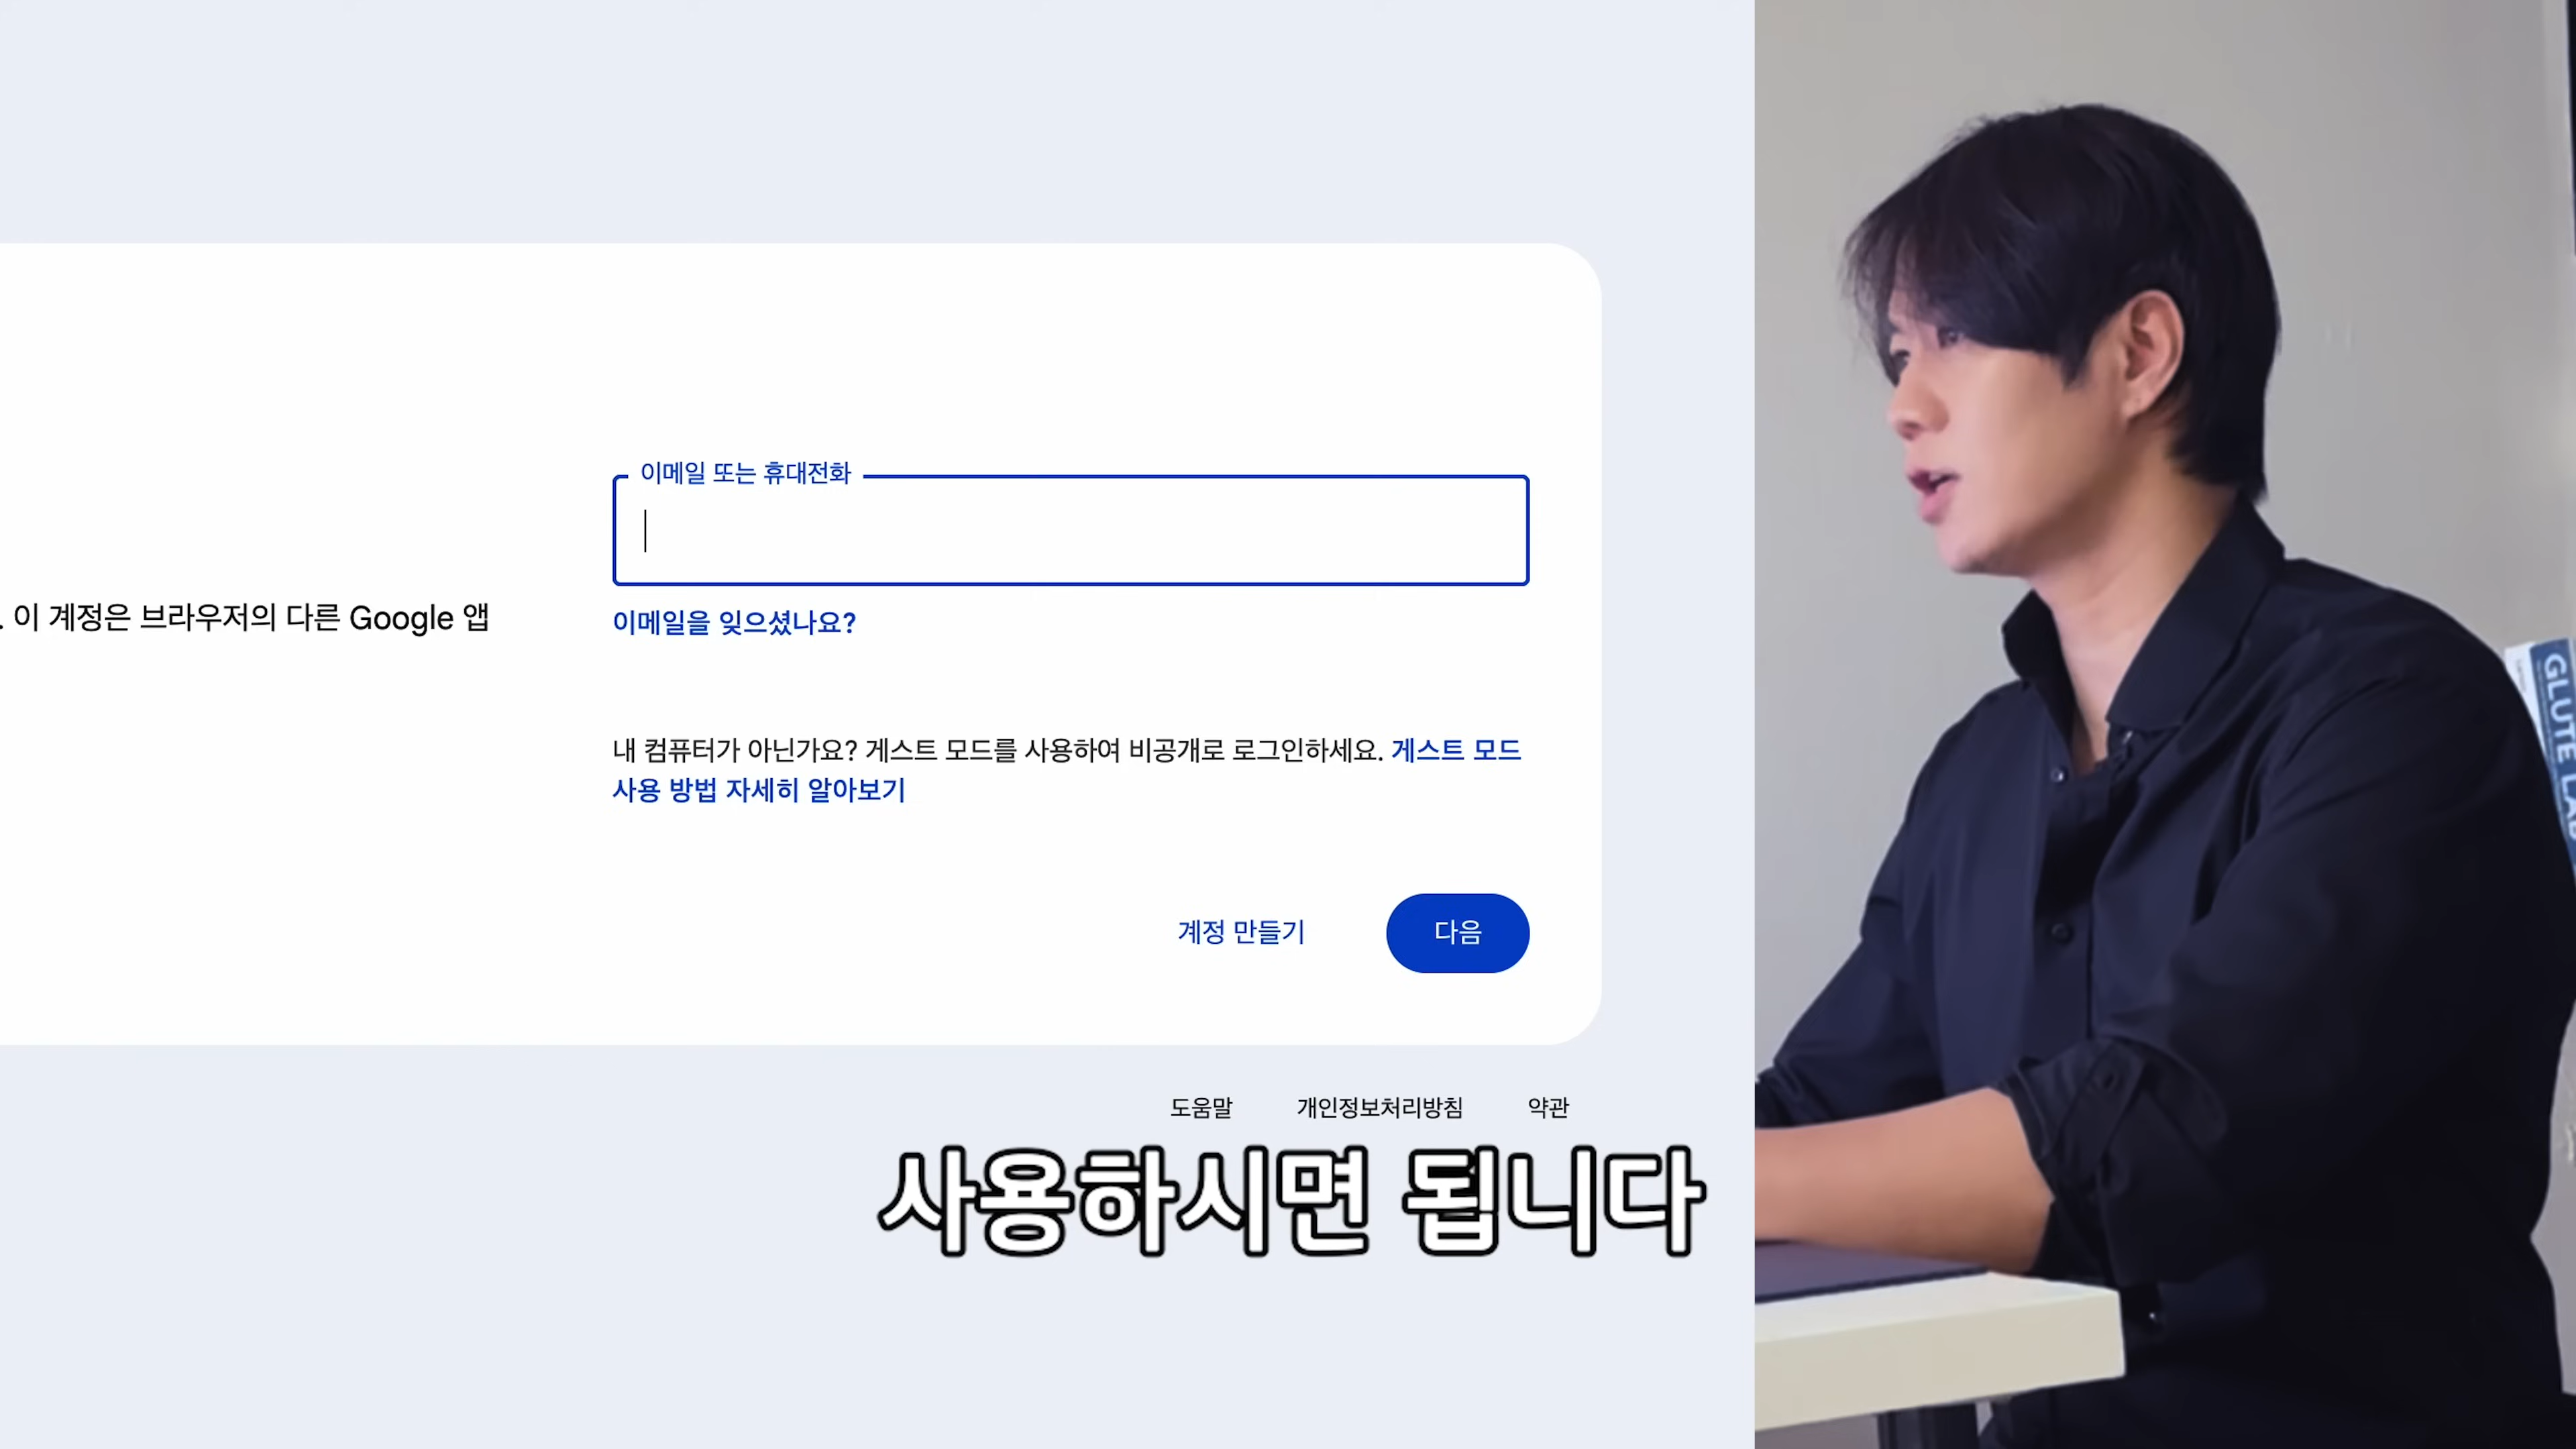 이메일 또는 휴대전화
. 이 계정은 브라우저의 다른 Google 앱
이메일을 잊으셨나요?
내 컴퓨터가 아닌가요? 게스트 모드를 사용하여 비공개로 로그인하세요. 게스트 모드
사용 방법 자세히 알아보기
계정 만들기
다음
도움말
개인정보처리방침
약관
사용하시면 됩니다
GLUTE LAB